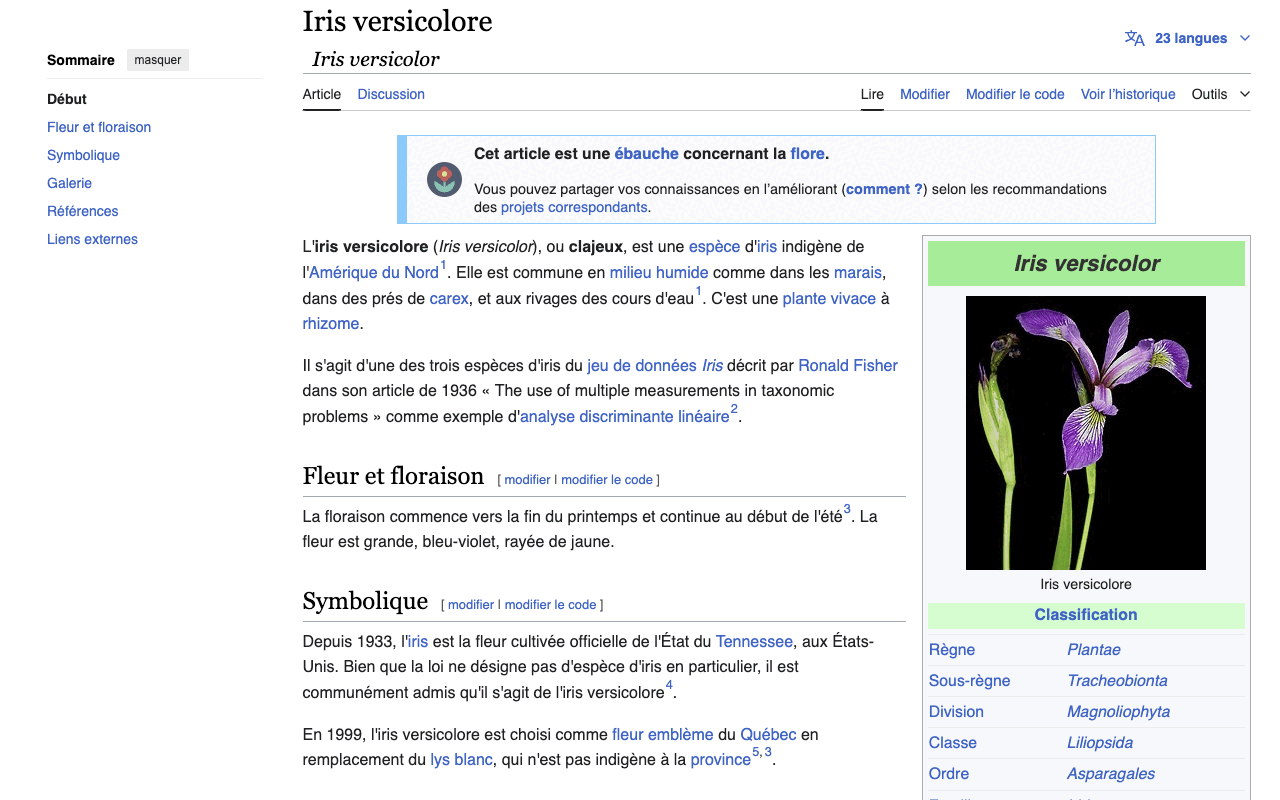 Iris versicolore
23 langues
Iris versicolor
Sommaire masquer
Début
Fleur et floraison
Symbolique
Galerie
Références
Liens externes
Article Discussion Lire Modifier Modifier le code Voir l’historique Outils
Cet article est une ébauche concernant la flore.
Vous pouvez partager vos connaissances en l’améliorant (comment ?) selon les recommandations
des projets correspondants.
L'iris versicolore (Iris versicolor), ou clajeux, est une espèce d'iris indigène de
l'Amérique du Nord1. Elle est commune en milieu humide comme dans les marais,
dans des prés de carex, et aux rivages des cours d'eau1. C'est une plante vivace à
rhizome.
Il s'agit d'une des trois espèces d'iris du jeu de données Iris décrit par Ronald Fisher
dans son article de 1936 « The use of multiple measurements in taxonomic
problems » comme exemple d'analyse discriminante linéaire2.
Fleur et floraison [ modifier | modifier le code ]
La floraison commence vers la fin du printemps et continue au début de l'été3. La
fleur est grande, bleu-violet, rayée de jaune.
Symbolique [ modifier | modifier le code ]
Depuis 1933, l'iris est la fleur cultivée officielle de l'État du Tennessee, aux États-
Unis. Bien que la loi ne désigne pas d'espèce d'iris en particulier, il est
communément admis qu'il s'agit de l'iris versicolore4.
En 1999, l'iris versicolore est choisi comme fleur emblème du Québec en
remplacement du lys blanc, qui n'est pas indigène à la province5,3.
Iris versicolor
Iris versicolore
Classification
Règne Plantae
Sous-règne Tracheobionta
Division Magnoliophyta
Classe Liliopsida
Ordre Asparagales